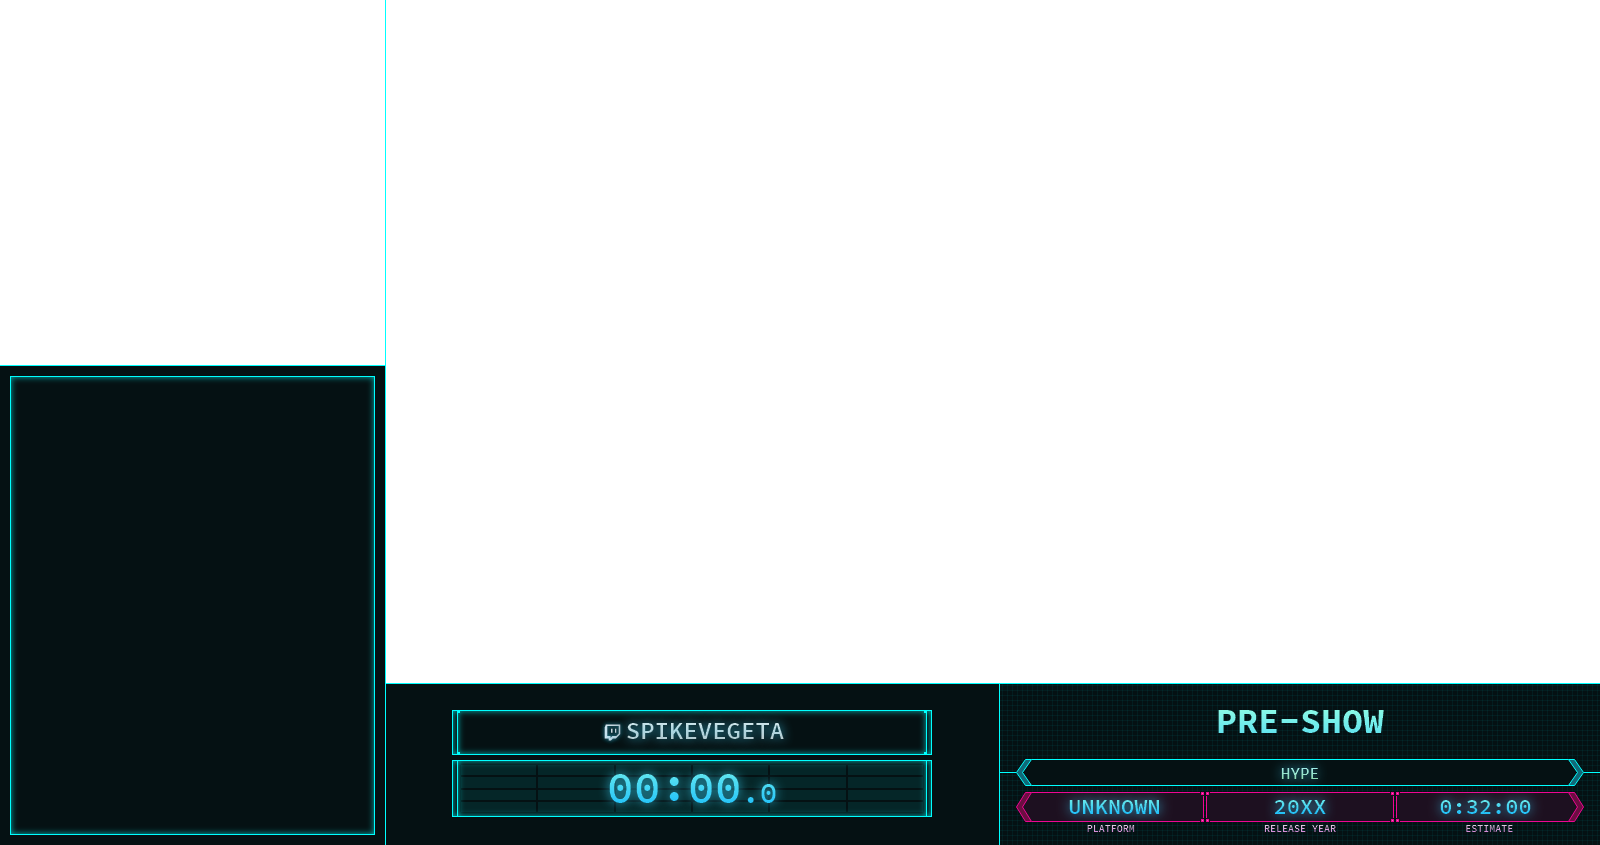 SPIKEVEGETA
00:00.0
PRE-SHOW
HYPE
UNKNOWN 20XX 0:32:00
PLATFORM RELEASE YEAR ESTIMATE